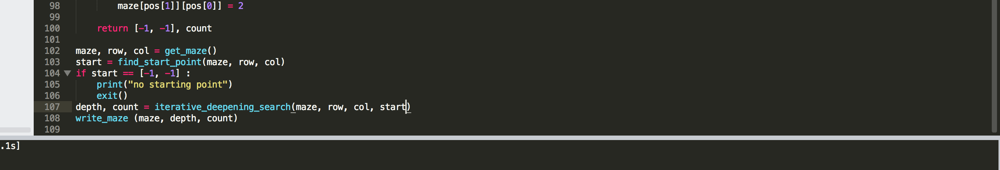 98 maze[pos[1]][pos[0]] = 2
99
100 return [-1, -1], count
101
102 maze, row, col = get_maze()
103 start = find_start_point(maze, row, col)
104 if start == [-1, -1] :
105 print("no starting point")
106 exit()
107 depth, count = iterative_deepening_search(maze, row, col, start)
108 write_maze (maze, depth, count)
109
.1s]